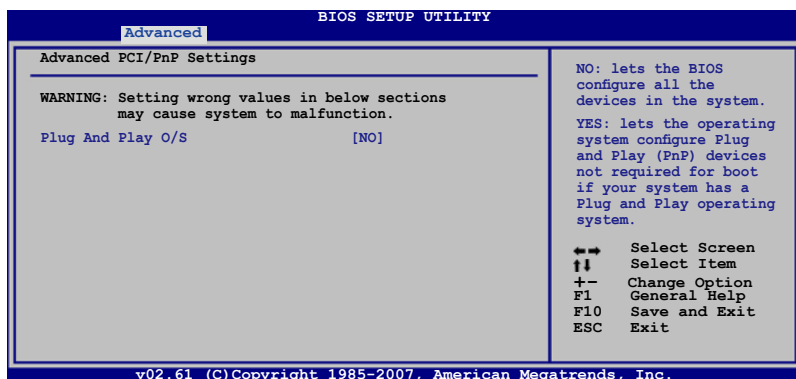 BIOS SETUP UTILITY
Advanced
Advanced PCI/PnP Settings
WARNING: Setting wrong values in below sections
may cause system to malfunction.
Plug And Play O/S [NO]
NO: lets the BIOS
configure all the
devices in the system.
YES: lets the operating
system configure Plug
and Play (PnP) devices
not required for boot
if your system has a
Plug and Play operating
system.
←→ Select Screen
↑↓ Select Item
+- Change Option
F1 General Help
F10 Save and Exit
ESC Exit
v02.61 (C)Copyright 1985-2007, American Megatrends, Inc.